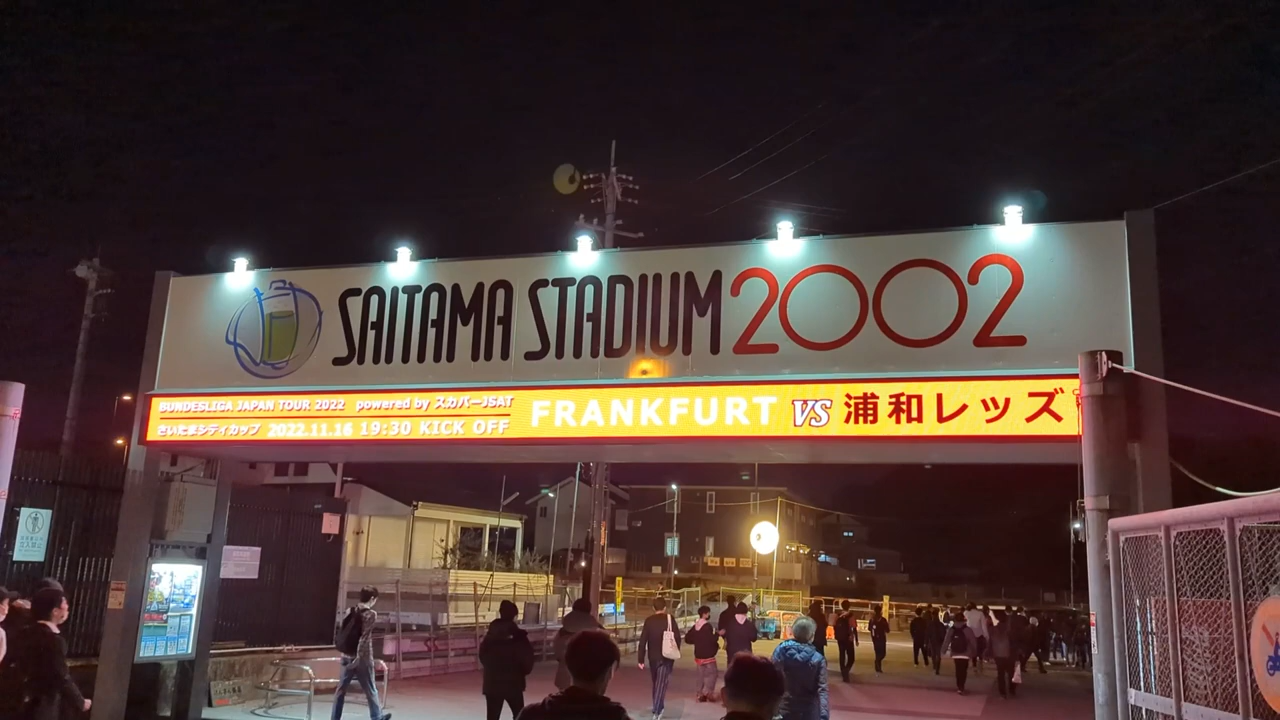 SAITAMA STADIUM 2002
BUNDESLIGA JAPAN TOUR 2022 powered by スカパーJSAT
さいたまシティカップ 2022.11.16 19:30 KICK OFF
FRANKFURT VS 浦和レッズ